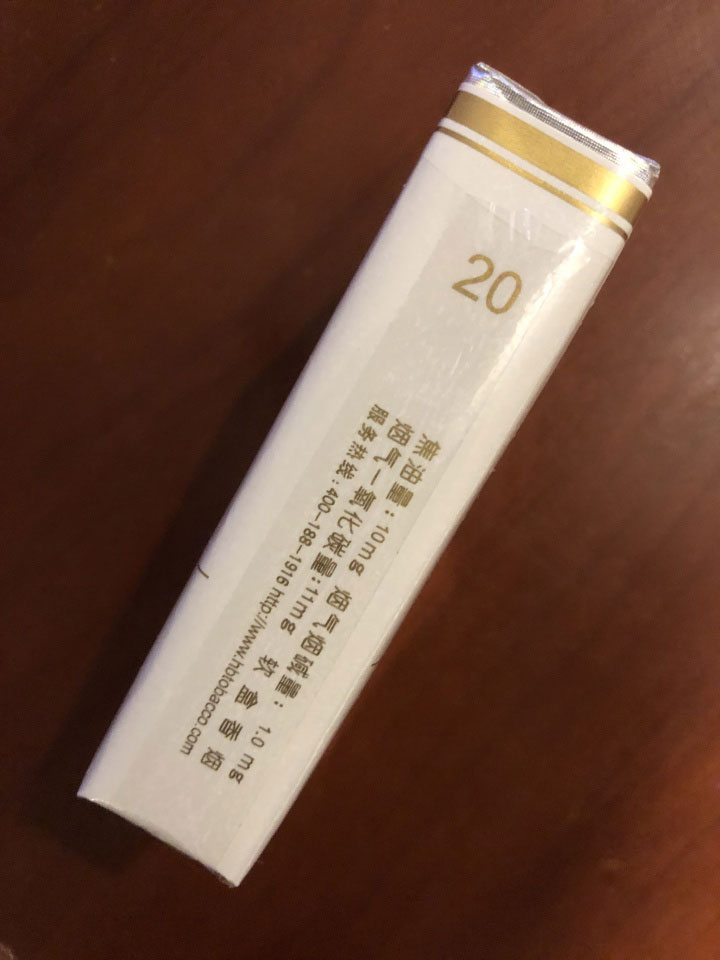 20
焦油量：10mg 烟气烟碱量：1.0mg
烟气一氧化碳量：11mg 软盒香烟
服务热线：400-188-1916 http://www.hbtobacco.com